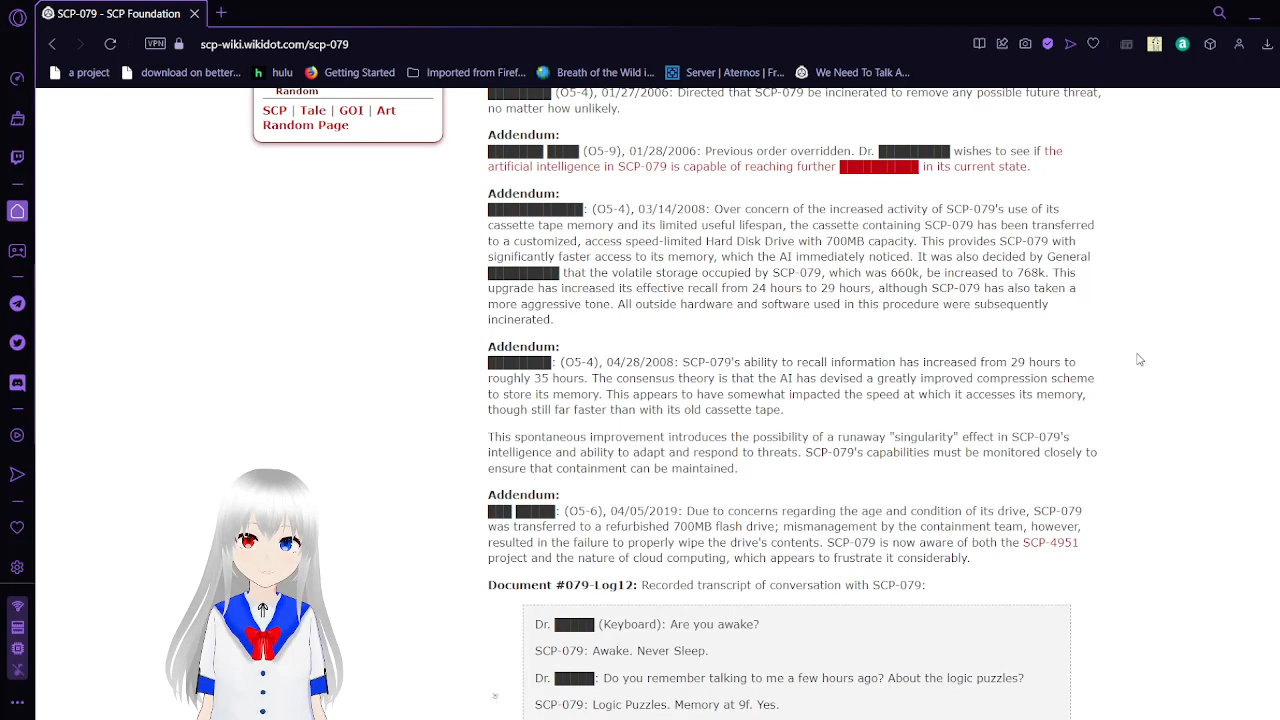 SCP-079 - SCP Foundation
VPN
scp-wiki.wikidot.com/scp-079
a project
download on better...
hulu
Getting Started
Imported from Firef...
Breath of the Wild i...
Server | Aternos | Fr...
We Need To Talk A...
Random
SCP | Tale | GOI | Art
Random Page
████████ (O5-4), 01/27/2006: Directed that SCP-079 be incinerated to remove any possible future threat,
no matter how unlikely.
Addendum:
███████ ████ (O5-9), 01/28/2006: Previous order overridden. Dr. █████████ wishes to see if the
artificial intelligence in SCP-079 is capable of reaching further ██████████ in its current state.
Addendum:
████████████: (O5-4), 03/14/2008: Over concern of the increased activity of SCP-079's use of its
cassette tape memory and its limited useful lifespan, the cassette containing SCP-079 has been transferred
to a customized, access speed-limited Hard Disk Drive with 700MB capacity. This provides SCP-079 with
significantly faster access to its memory, which the AI immediately noticed. It was also decided by General
█████████ that the volatile storage occupied by SCP-079, which was 660k, be increased to 768k. This
upgrade has increased its effective recall from 24 hours to 29 hours, although SCP-079 has also taken a
more aggressive tone. All outside hardware and software used in this procedure were subsequently
incinerated.
Addendum:
████████: (O5-4), 04/28/2008: SCP-079's ability to recall information has increased from 29 hours to
roughly 35 hours. The consensus theory is that the AI has devised a greatly improved compression scheme
to store its memory. This appears to have somewhat impacted the speed at which it accesses its memory,
though still far faster than with its old cassette tape.
This spontaneous improvement introduces the possibility of a runaway "singularity" effect in SCP-079's
intelligence and ability to adapt and respond to threats. SCP-079's capabilities must be monitored closely to
ensure that containment can be maintained.
Addendum:
███ █████: (O5-6), 04/05/2019: Due to concerns regarding the age and condition of its drive, SCP-079
was transferred to a refurbished 700MB flash drive; mismanagement by the containment team, however,
resulted in the failure to properly wipe the drive's contents. SCP-079 is now aware of both the SCP-4951
project and the nature of cloud computing, which appears to frustrate it considerably.
Document #079-Log12: Recorded transcript of conversation with SCP-079:
Dr. █████ (Keyboard): Are you awake?
SCP-079: Awake. Never Sleep.
Dr. █████: Do you remember talking to me a few hours ago? About the logic puzzles?
SCP-079: Logic Puzzles. Memory at 9f. Yes.